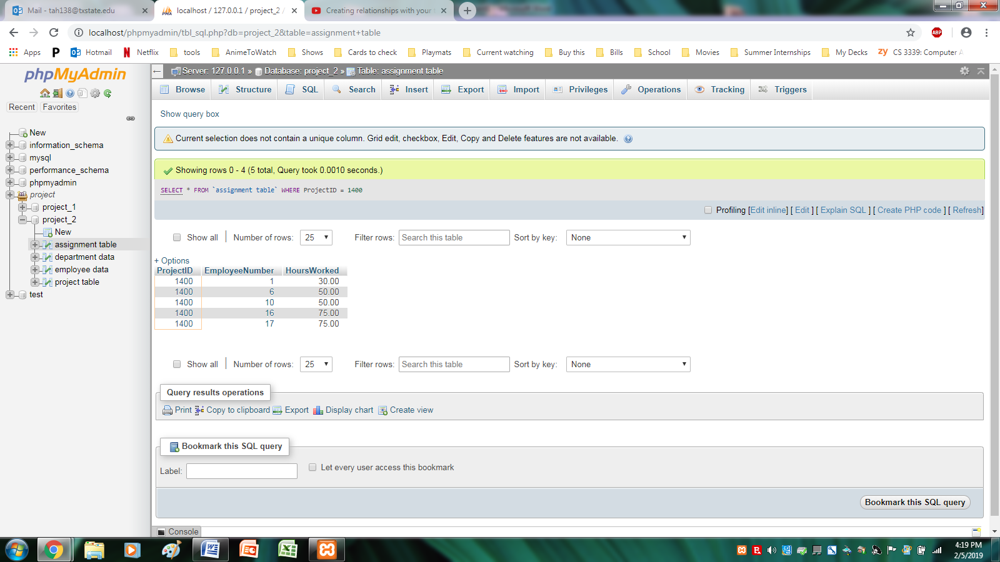 Mail - tah138@txstate.edu
localhost / 127.0.0.1 / project_2 /
Creating relationships with your
localhost/phpmyadmin/tbl_sql.php?db=project_2&table=assignment+table
ABP
Apps Hotmail Netflix tools AnimeToWatch Shows Cards to check Playmats Current watching Buy this Bills School Movies Summer Internships My Decks CS 3339: Computer A
phpMyAdmin
Server: 127.0.0.1 » Database: project_2 » Table: assignment table
Browse Structure SQL Search Insert Export Import Privileges Operations Tracking Triggers
Recent Favorites
New
information_schema
mysql
performance_schema
phpmyadmin
project
project_1
project_2
New
assignment table
department data
employee data
project table
test
Show query box
Current selection does not contain a unique column. Grid edit, checkbox, Edit, Copy and Delete features are not available.
Showing rows 0 - 4 (5 total, Query took 0.0010 seconds.)
SELECT * FROM `assignment table` WHERE ProjectID = 1400
Profiling [Edit inline] [ Edit ] [ Explain SQL ] [ Create PHP code ] [ Refresh]
Show all Number of rows: 25 Filter rows: Search this table Sort by key: None
+ Options
ProjectID EmployeeNumber HoursWorked
1400 1 30.00
1400 6 50.00
1400 10 50.00
1400 16 75.00
1400 17 75.00
Show all Number of rows: 25 Filter rows: Search this table Sort by key: None
Query results operations
Print Copy to clipboard Export Display chart Create view
Bookmark this SQL query
Label: Let every user access this bookmark
Bookmark this SQL query
Console
4:19 PM
2/5/2019